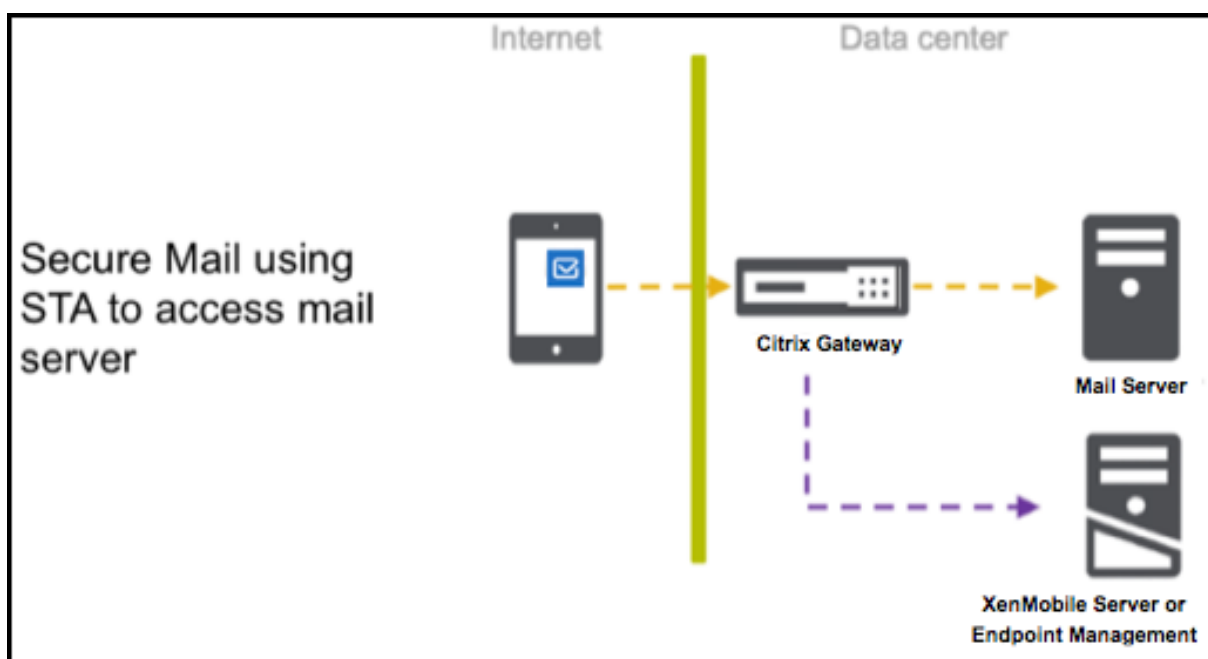 Internet
Data center
Secure Mail using
STA to access mail
server
Citrix Gateway
Mail Server
XenMobile Server or
Endpoint Management